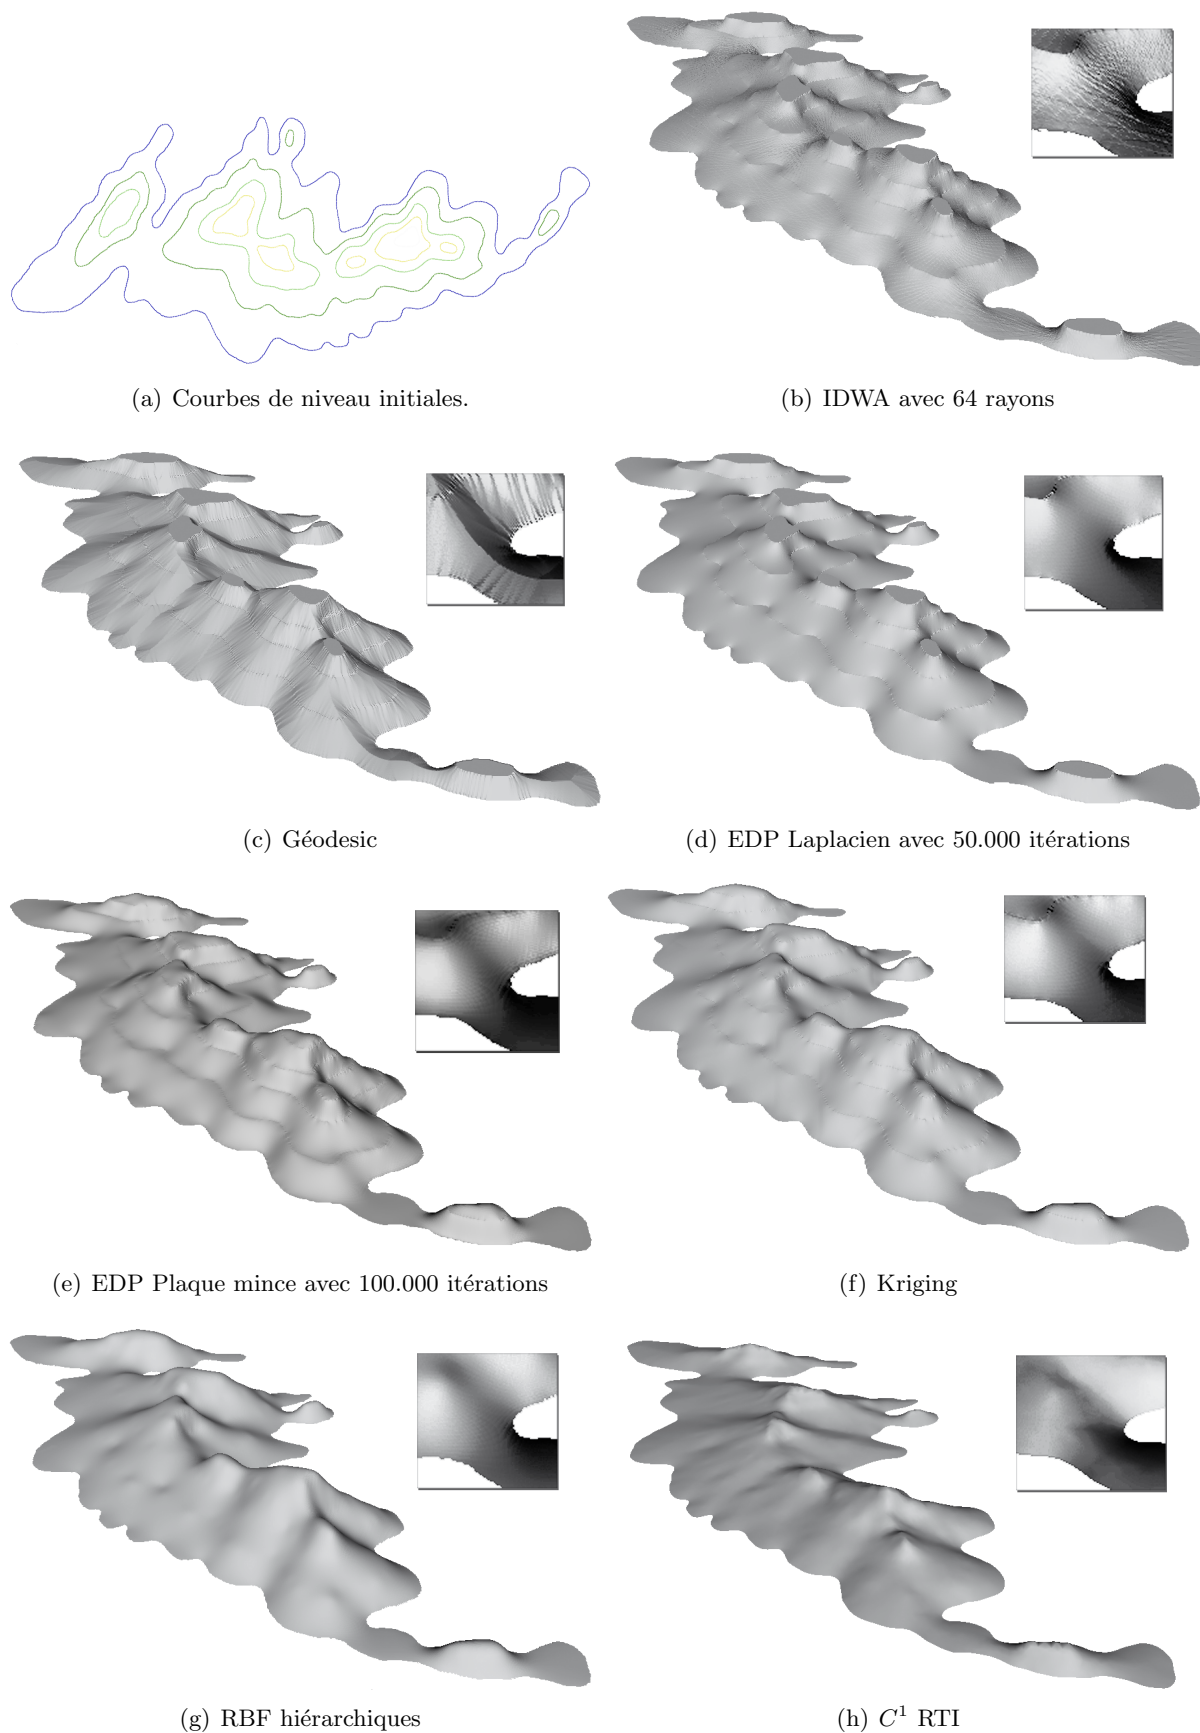 (a) Courbes de niveau initiales.
(b) IDWA avec 64 rayons
(c) Géodesic
(d) EDP Laplacien avec 50.000 itérations
(e) EDP Plaque mince avec 100.000 itérations
(f) Kriging
(g) RBF hiérarchiques
(h) C¹ RTI